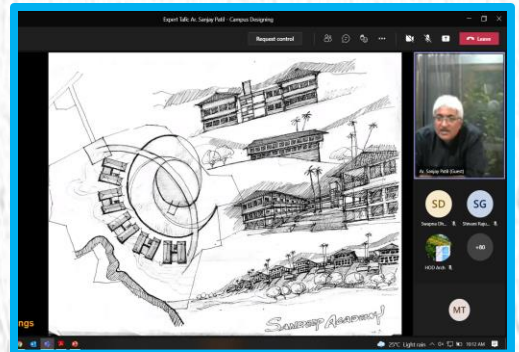 Expert Talk: Ar. Sanjay Patil - Campus Designing
Request control
Leave
Ar. Sanjay Patil (Guest)
SD
SG
HOD Arch
+80
MT
SANDEEP ACADEMY
ngs
25°C Light rain